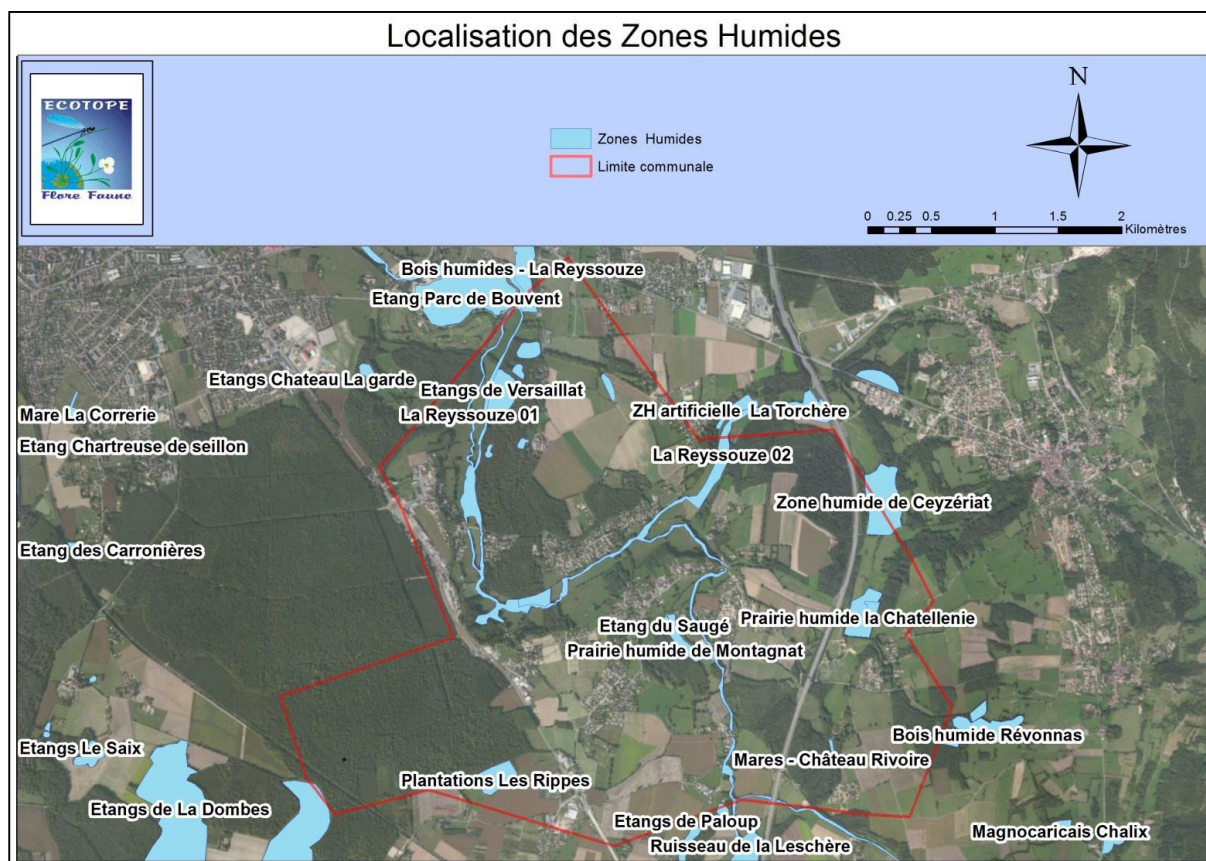 Localisation des Zones Humides
ECOTOPE
Flore Faune
Zones Humides
Limite communale
N
0 0.25 0.5 1 1.5 2
Kilomètres
Bois humides - La Reyssouze
Etang Parc de Bouvent
Etangs Chateau La garde
Etangs de Versaillat
Mare La Correrie
La Reyssouze 01
ZH artificielle La Torchère
Etang Chartreuse de seillon
La Reyssouze 02
Zone humide de Ceyzériat
Etang des Carronières
Etang du Saugé
Prairie humide la Chatellenie
Prairie humide de Montagnat
Etangs Le Saix
Bois humide Révonnas
Mares - Château Rivoire
Plantations Les Rippes
Etangs de La Dombes
Etangs de Paloup
Magnocaricais Chalix
Ruisseau de la Leschère